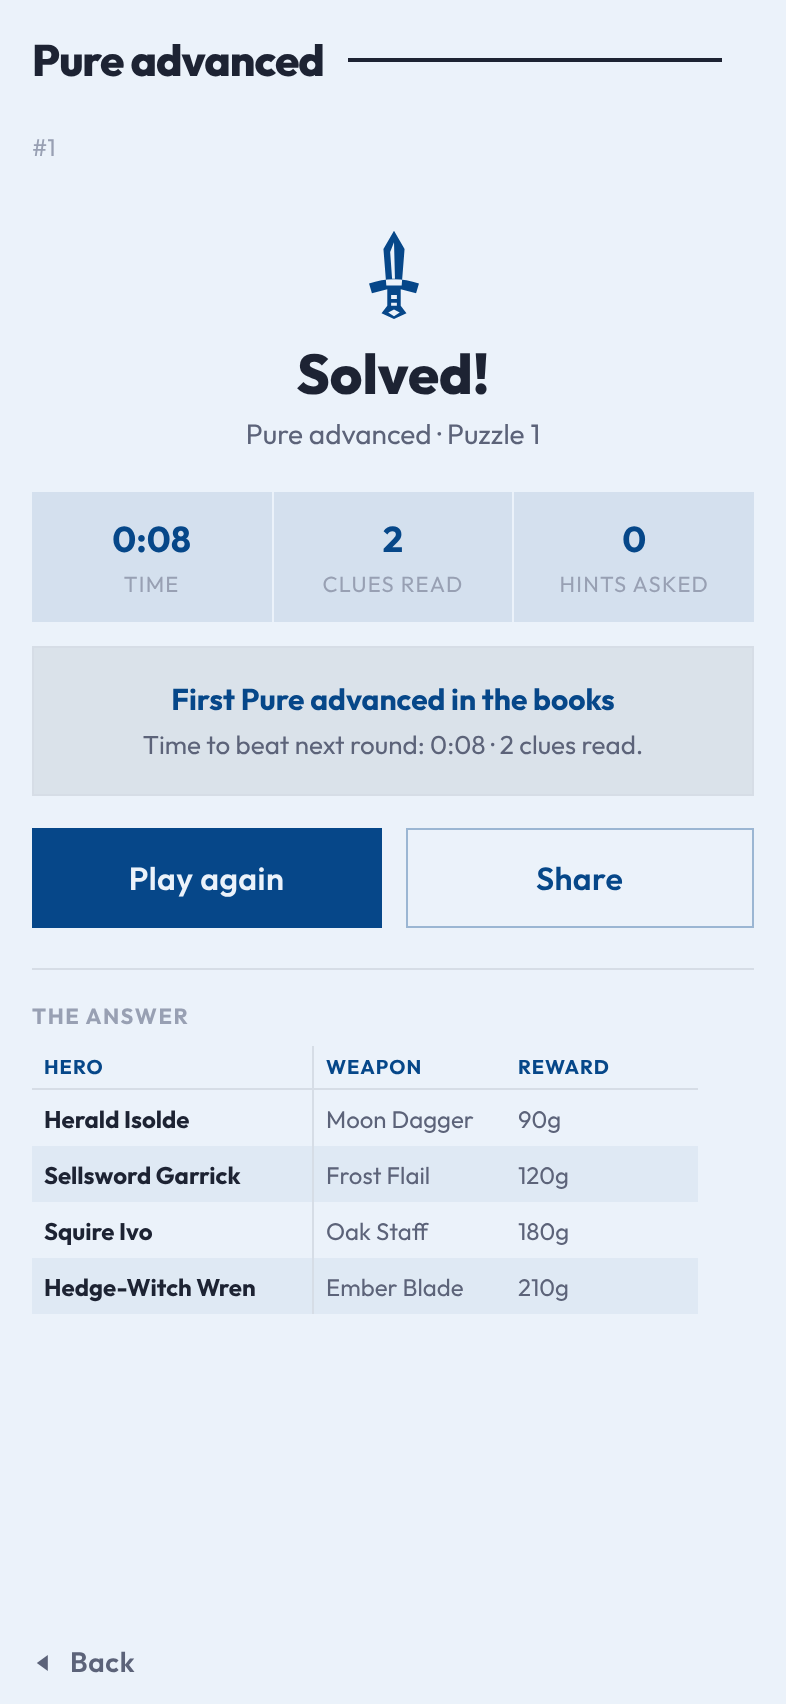 Pure advanced
#1
Solved!
Pure advanced · Puzzle 1
0:08 2 0
TIME CLUES READ HINTS ASKED
First Pure advanced in the books
Time to beat next round: 0:08 · 2 clues read.
Play again Share
THE ANSWER
HERO WEAPON REWARD
Herald Isolde Moon Dagger 90g
Sellsword Garrick Frost Flail 120g
Squire Ivo Oak Staff 180g
Hedge-Witch Wren Ember Blade 210g
Back